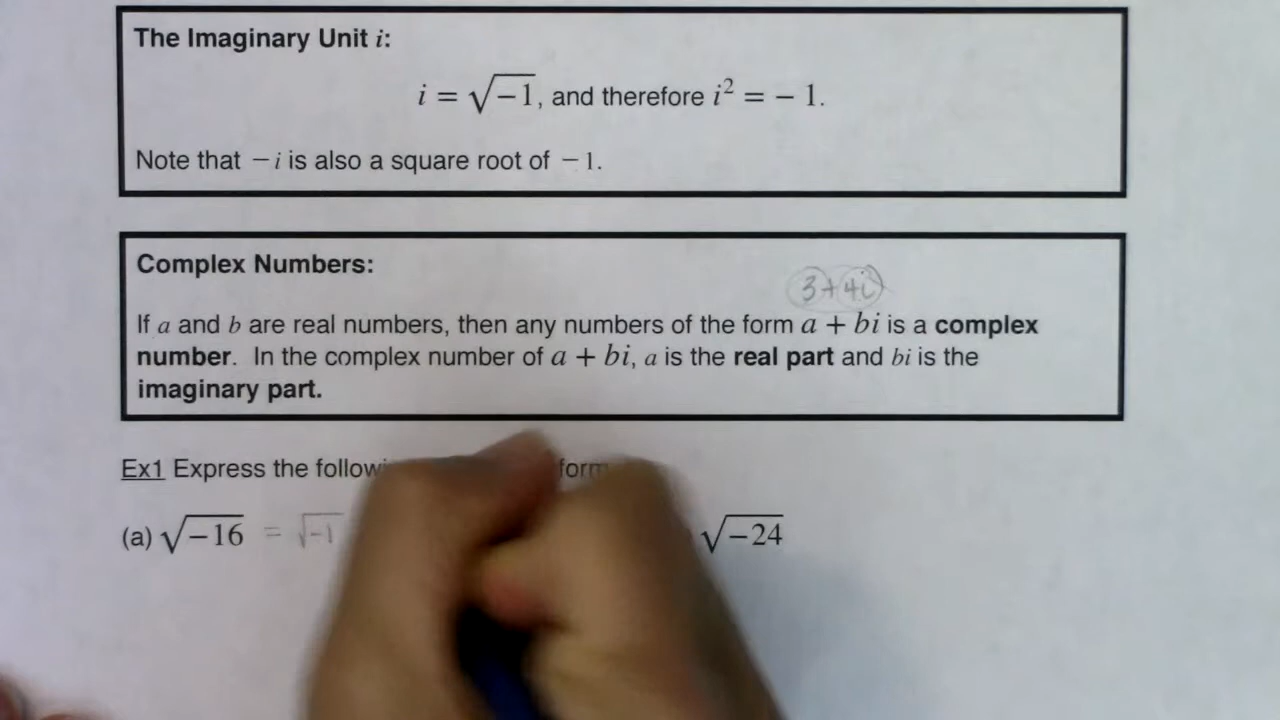 The Imaginary Unit i:
i = √−1, and therefore i² = − 1.
Note that − i is also a square root of − 1.
Complex Numbers:
3+4i
If a and b are real numbers, then any numbers of the form a + bi is a complex
number. In the complex number of a + bi, a is the real part and bi is the
imaginary part.
Ex1 Express the form
(a) √−16 = √-1 √−24